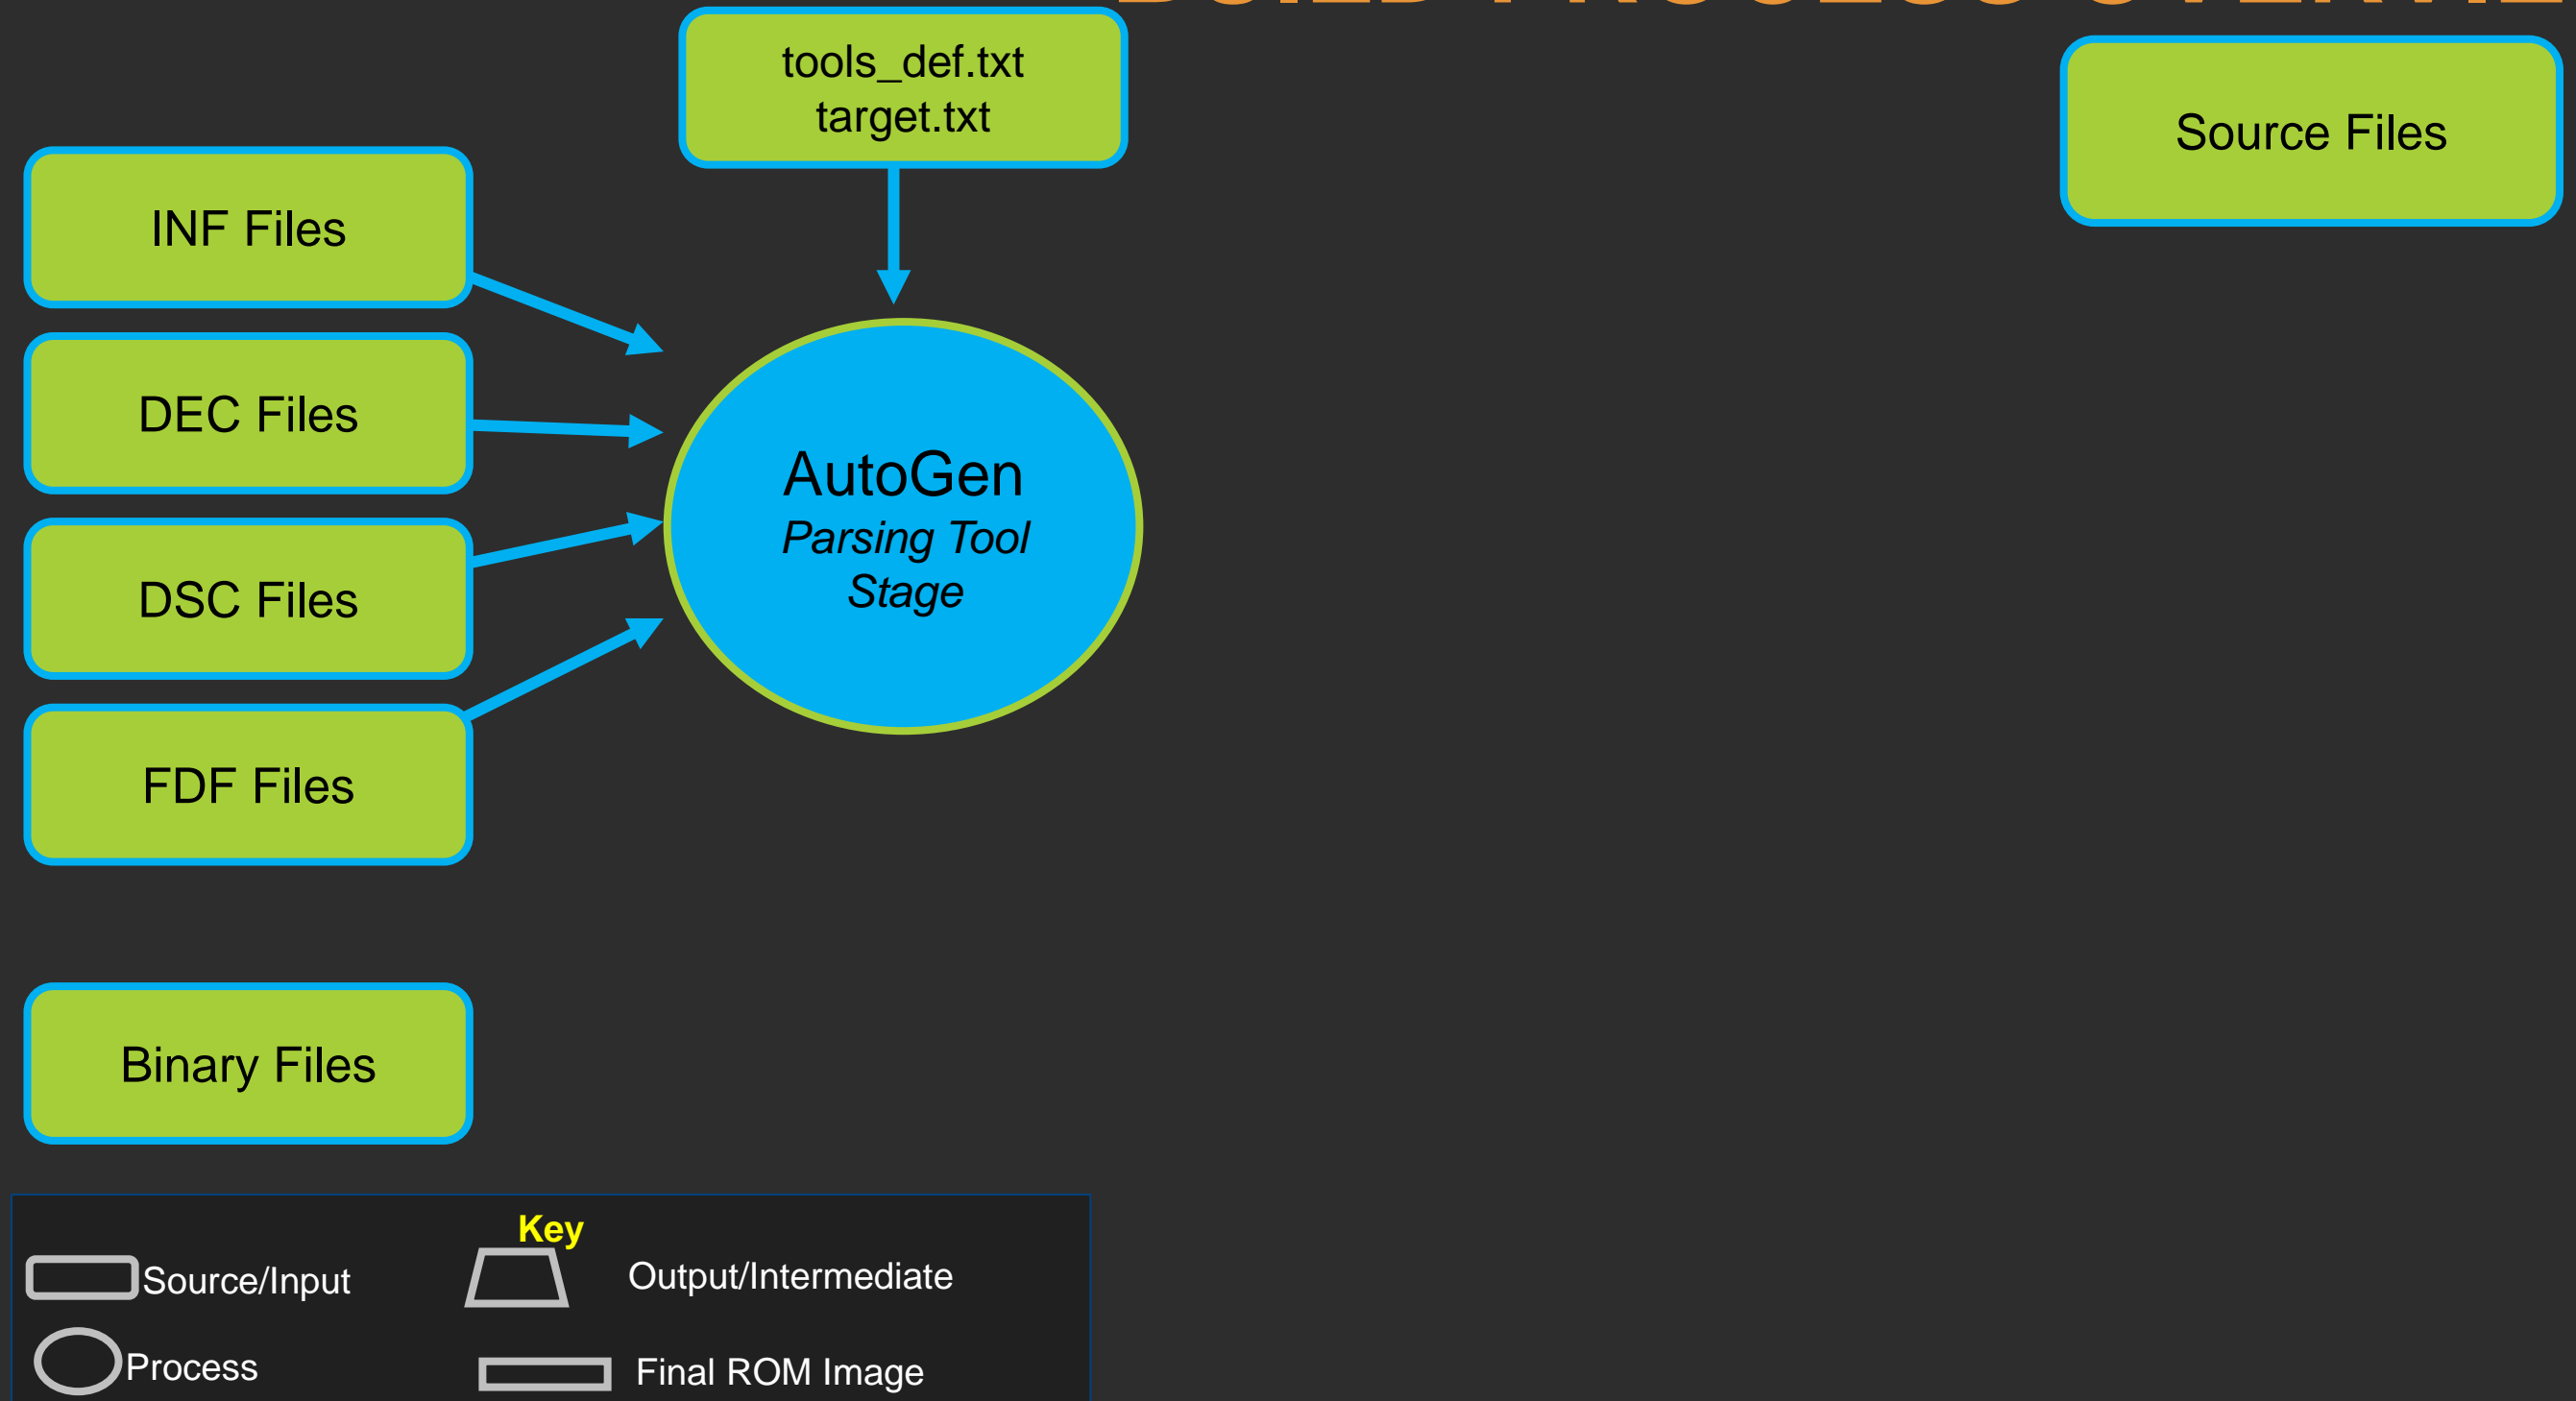 tools_def.txt
target.txt
Source Files
INF Files
DEC Files
AutoGen
Parsing Tool
Stage
DSC Files
FDF Files
Binary Files
Key
Source/Input
Output/Intermediate
Process
Final ROM Image